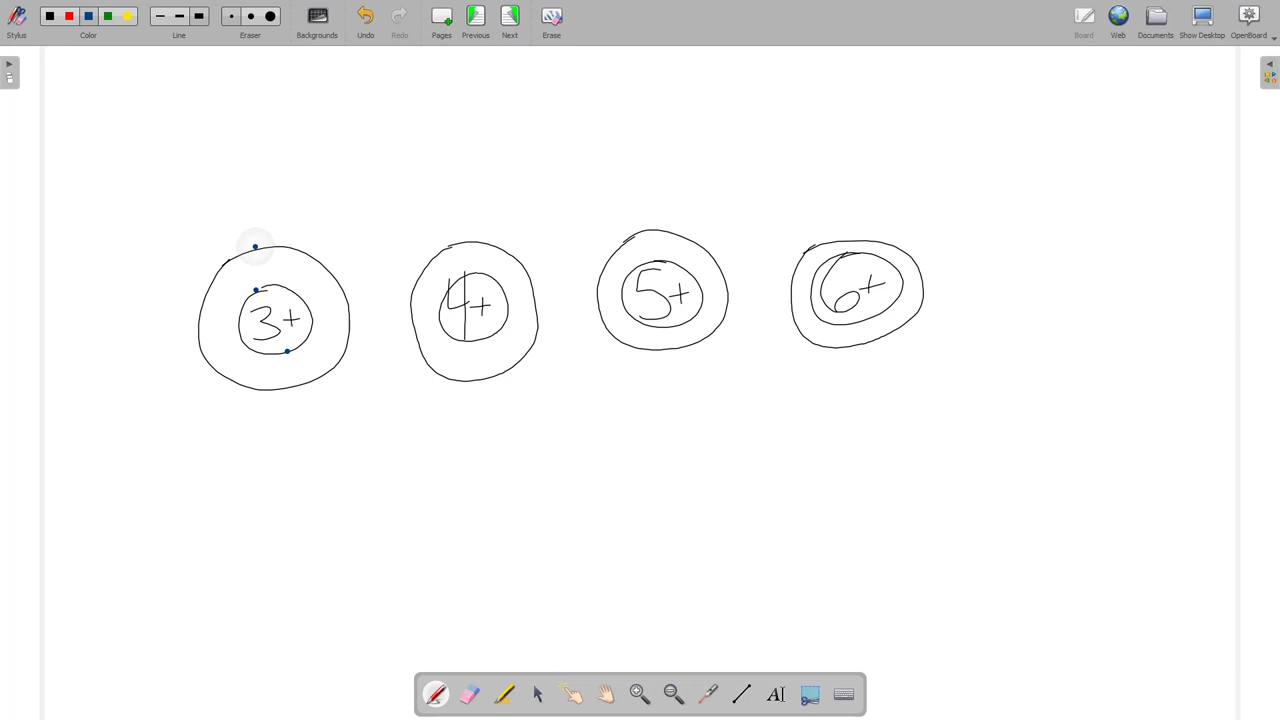 Stylus
Color
Line
Eraser
Backgrounds
Undo
Redo
Pages
Previous
Next
Erase
Board
Web
Documents
Show Desktop
OpenBoard
3+
4+
5+
6+
AI